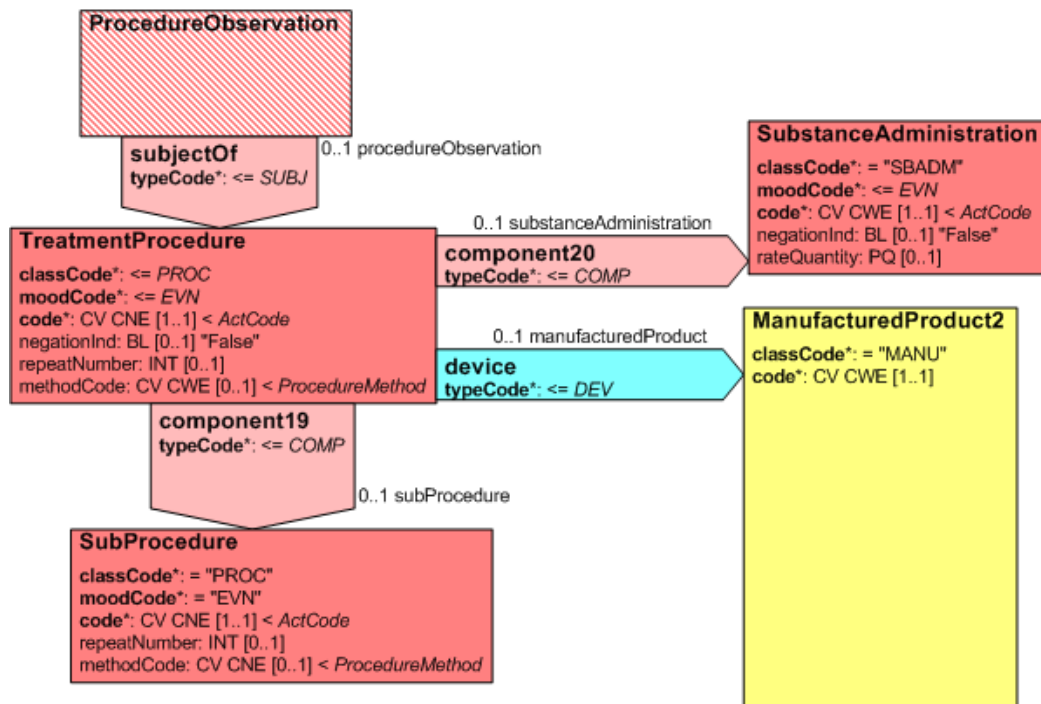 ProcedureObservation
subjectOf
typeCode*: <= SUBJ
0..1 procedureObservation
TreatmentProcedure
classCode*: <= PROC
moodCode*: <= EVN
code*: CV CNE [1..1] < ActCode
negationInd: BL [0..1] "False"
repeatNumber: INT [0..1]
methodCode: CV CWE [0..1] < ProcedureMethod
0..1 substanceAdministration
component20
typeCode*: <= COMP
SubstanceAdministration
classCode*: = "SBADM"
moodCode*: <= EVN
code*: CV CWE [1..1] < ActCode
negationInd: BL [0..1] "False"
rateQuantity: PQ [0..1]
0..1 manufacturedProduct
device
typeCode*: <= DEV
ManufacturedProduct2
classCode*: = "MANU"
code*: CV CWE [1..1]
component19
typeCode*: <= COMP
0..1 subProcedure
SubProcedure
classCode*: = "PROC"
moodCode*: = "EVN"
code*: CV CNE [1..1] < ActCode
repeatNumber: INT [0..1]
methodCode: CV CNE [0..1] < ProcedureMethod